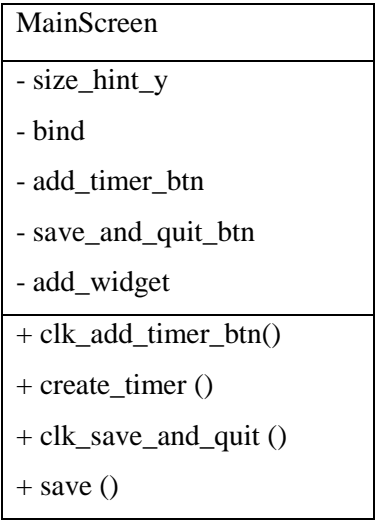 MainScreen
- size_hint_y
- bind
- add_timer_btn
- save_and_quit_btn
- add_widget
+ clk_add_timer_btn()
+ create_timer ()
+ clk_save_and_quit ()
+ save ()